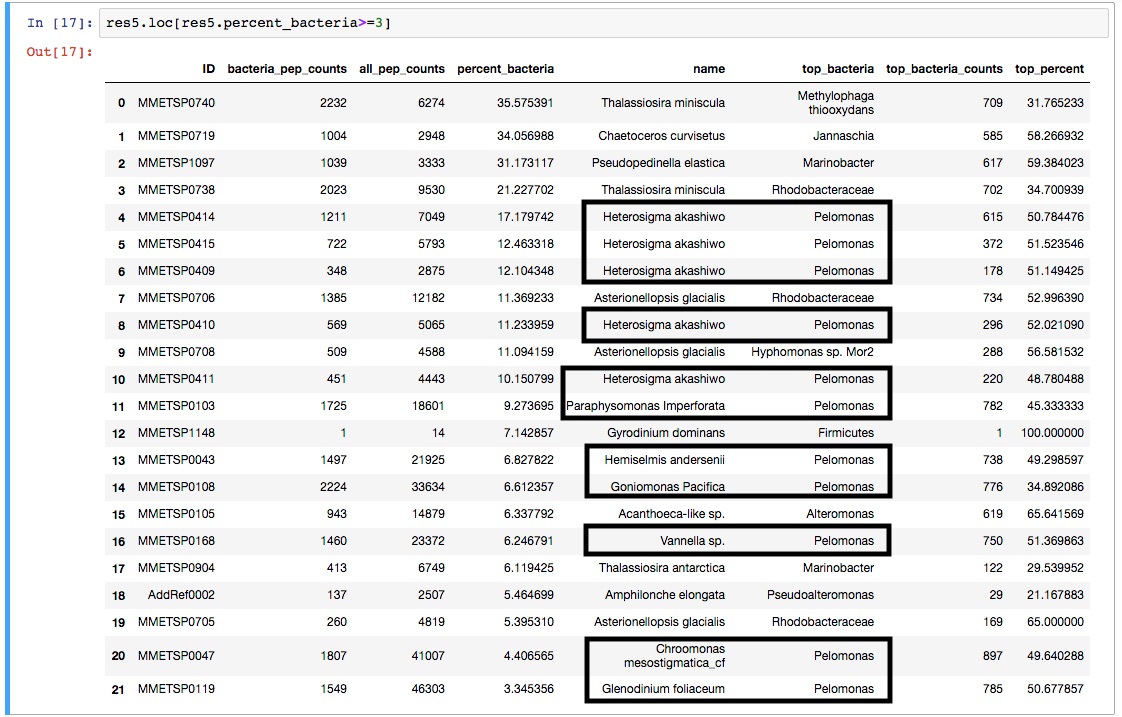 In [17]: res5.loc[res5.percent_bacteria>=3]
Out[17]:
ID bacteria_pep_counts all_pep_counts percent_bacteria name top_bacteria top_bacteria_counts top_percent
0 MMETSP0740 2232 6274 35.575391 Thalassiosira miniscula Methylophaga thiooxydans 709 31.765233
1 MMETSP0719 1004 2948 34.056988 Chaetoceros curvisetus Jannaschia 585 58.266932
2 MMETSP1097 1039 3333 31.173117 Pseudopedinella elastica Marinobacter 617 59.384023
3 MMETSP0738 2023 9530 21.227702 Thalassiosira miniscula Rhodobacteraceae 702 34.700939
4 MMETSP0414 1211 7049 17.179742 Heterosigma akashiwo Pelomonas 615 50.784476
5 MMETSP0415 722 5793 12.463318 Heterosigma akashiwo Pelomonas 372 51.523546
6 MMETSP0409 348 2875 12.104348 Heterosigma akashiwo Pelomonas 178 51.149425
7 MMETSP0706 1385 12182 11.369233 Asterionellopsis glacialis Rhodobacteraceae 734 52.996390
8 MMETSP0410 569 5065 11.233959 Heterosigma akashiwo Pelomonas 296 52.021090
9 MMETSP0708 509 4588 11.094159 Asterionellopsis glacialis Hyphomonas sp. Mor2 288 56.581532
10 MMETSP0411 451 4443 10.150799 Heterosigma akashiwo Pelomonas 220 48.780488
11 MMETSP0103 1725 18601 9.273695 Paraphysomonas Imperforata Pelomonas 782 45.333333
12 MMETSP1148 1 14 7.142857 Gyrodinium dominans Firmicutes 1 100.000000
13 MMETSP0043 1497 21925 6.827822 Hemiselmis andersenii Pelomonas 738 49.298597
14 MMETSP0108 2224 33634 6.612357 Goniomonas Pacifica Pelomonas 776 34.892086
15 MMETSP0105 943 14879 6.337792 Acanthoeca-like sp. Alteromonas 619 65.641569
16 MMETSP0168 1460 23372 6.246791 Vannella sp. Pelomonas 750 51.369863
17 MMETSP0904 413 6749 6.119425 Thalassiosira antarctica Marinobacter 122 29.539952
18 AddRef0002 137 2507 5.464699 Amphilonche elongata Pseudoalteromonas 29 21.167883
19 MMETSP0705 260 4819 5.395310 Asterionellopsis glacialis Rhodobacteraceae 169 65.000000
20 MMETSP0047 1807 41007 4.406565 Chroomonas mesostigmatica_cf Pelomonas 897 49.640288
21 MMETSP0119 1549 46303 3.345356 Glenodinium foliaceum Pelomonas 785 50.677857